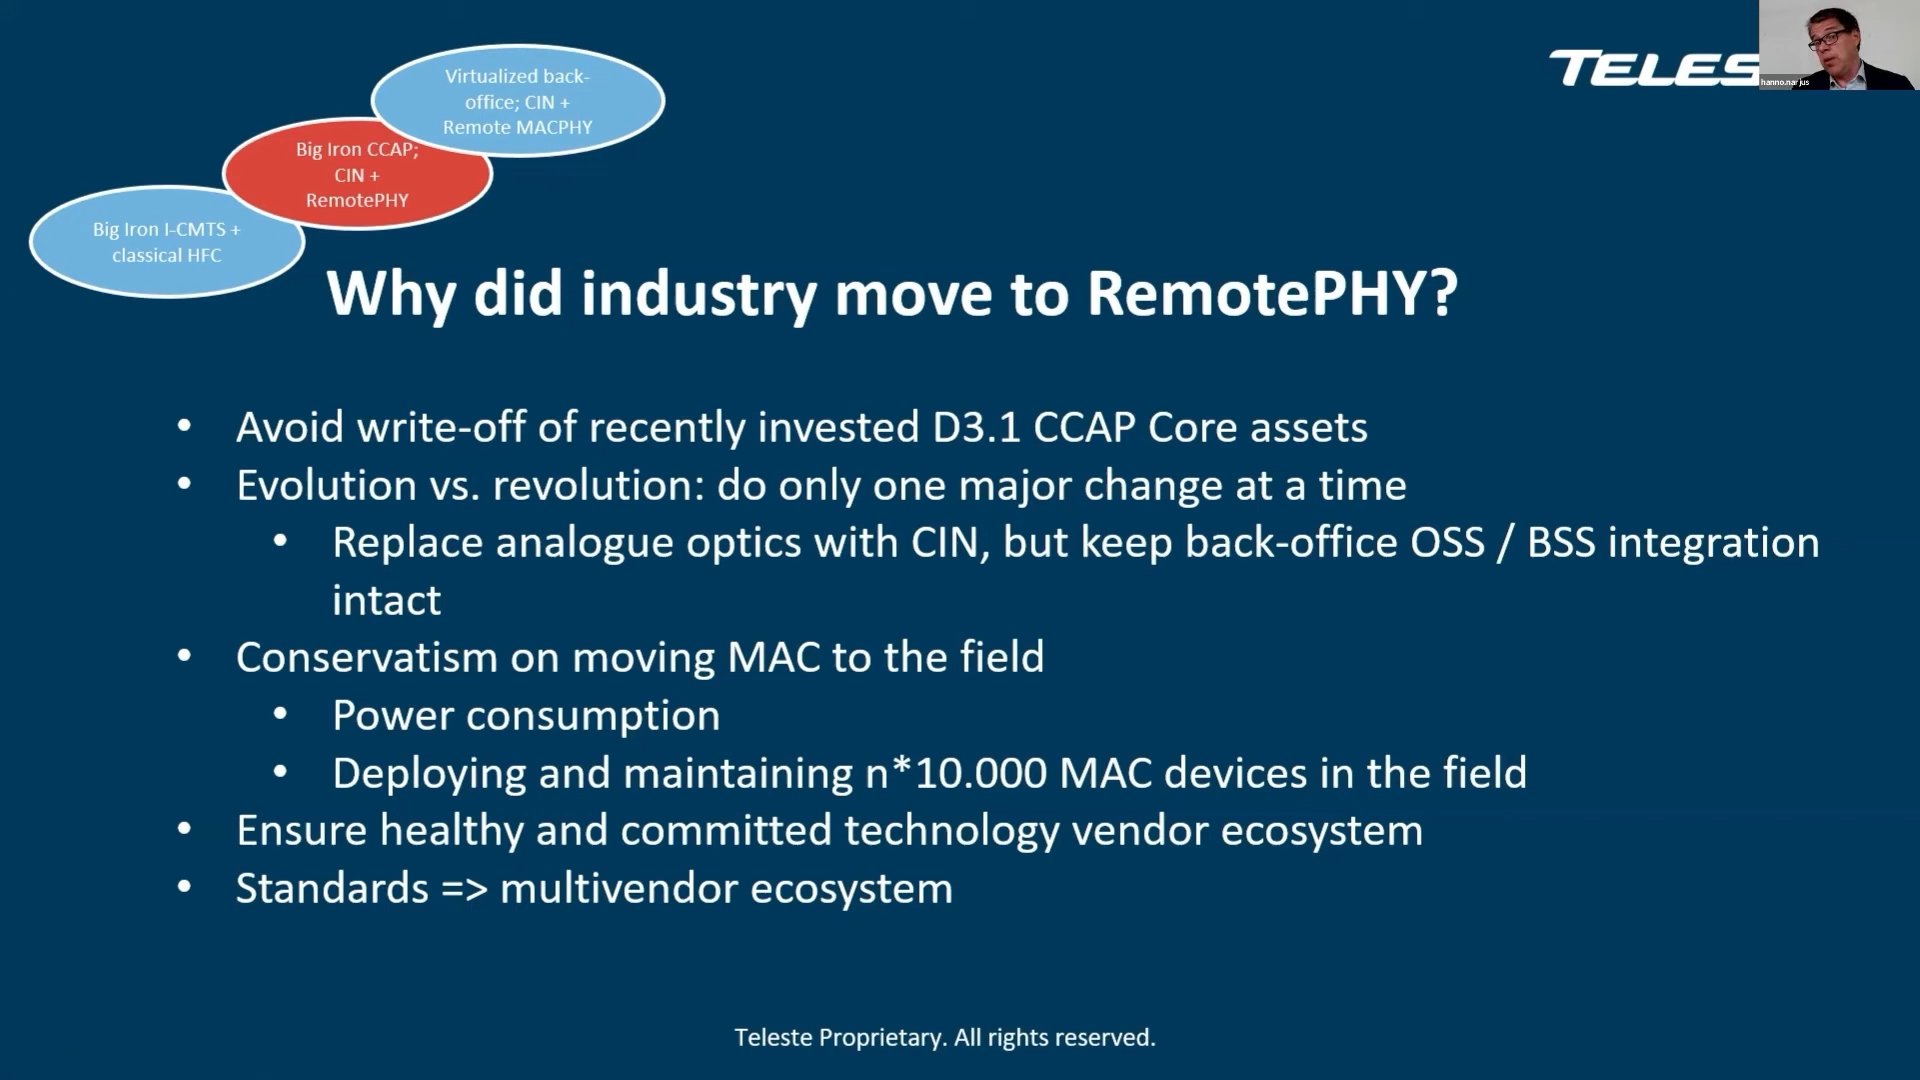 Virtualized back-
office; CIN +
Remote MACPHY
TELES
hanno.narjus
Big Iron CCAP;
CIN +
RemotePHY
Big Iron I-CMTS +
classical HFC
Why did industry move to RemotePHY?
• Avoid write-off of recently invested D3.1 CCAP Core assets
• Evolution vs. revolution: do only one major change at a time
• Replace analogue optics with CIN, but keep back-office OSS / BSS integration
intact
• Conservatism on moving MAC to the field
• Power consumption
• Deploying and maintaining n*10.000 MAC devices in the field
• Ensure healthy and committed technology vendor ecosystem
• Standards => multivendor ecosystem
Teleste Proprietary. All rights reserved.